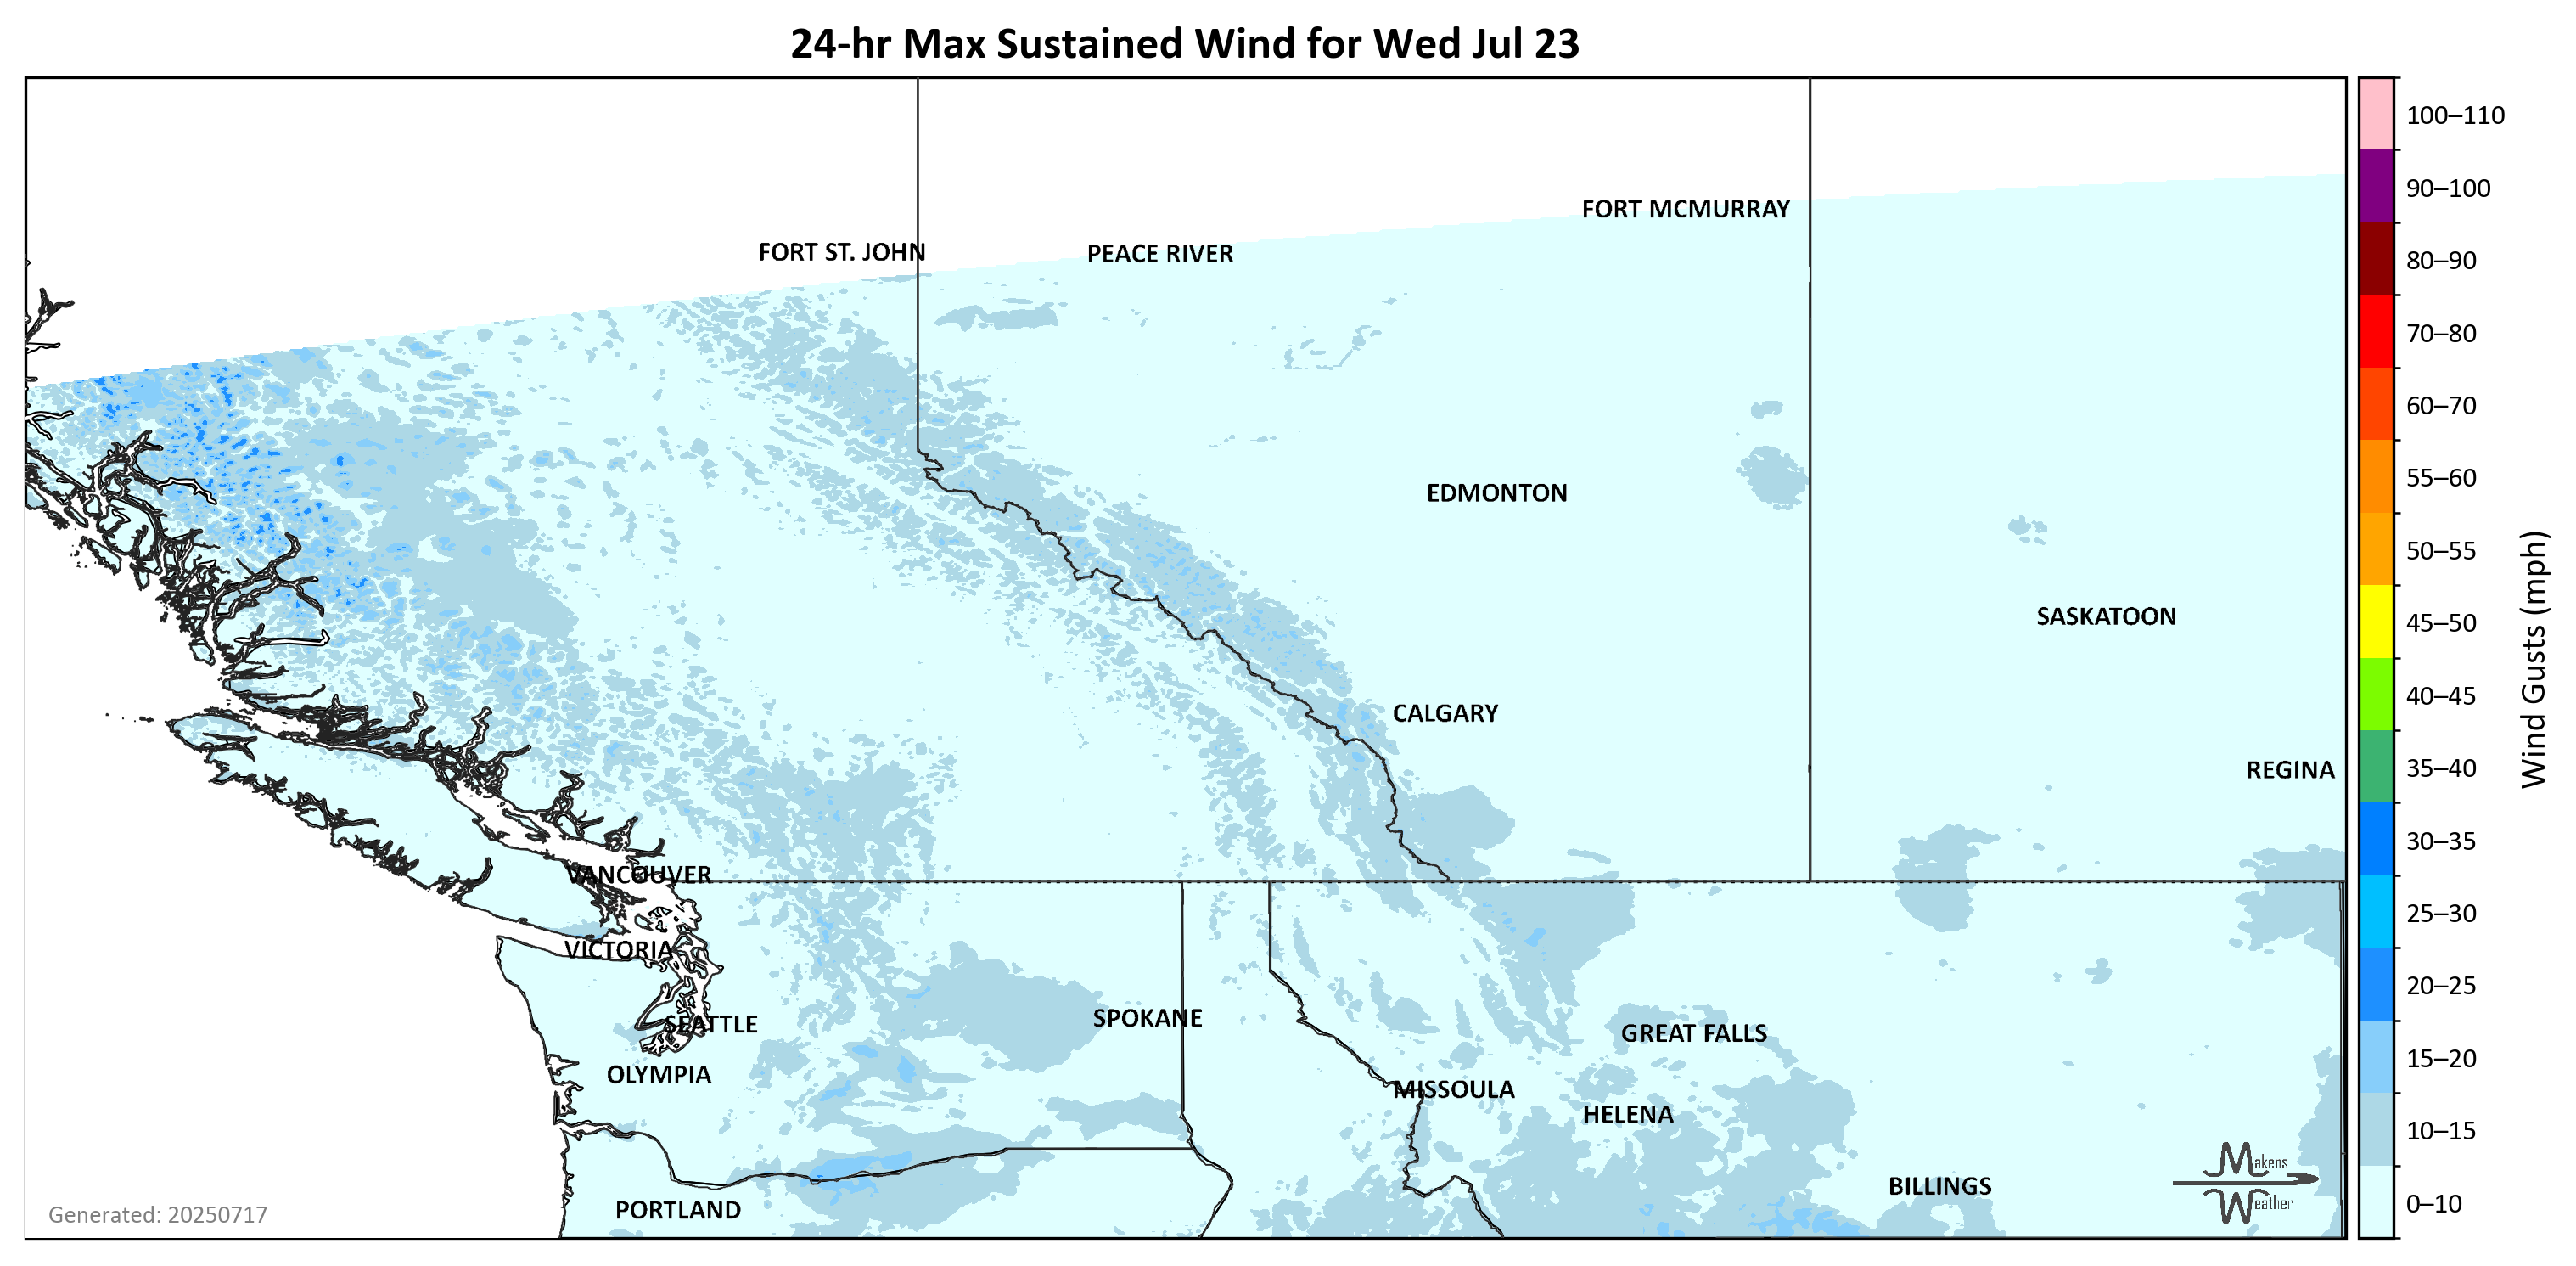 24-hr Max Sustained Wind for Wed Jul 23
100–110
90–100
80–90
70–80
60–70
55–60
50–55
45–50
40–45
35–40
30–35
25–30
20–25
15–20
10–15
0–10
Wind Gusts (mph)
FORT MCMURRAY
FORT ST. JOHN
PEACE RIVER
EDMONTON
SASKATOON
CALGARY
REGINA
VANCOUVER
VICTORIA
SEATTLE
SPOKANE
GREAT FALLS
OLYMPIA
MISSOULA
HELENA
BILLINGS
PORTLAND
Makens
Weather
Generated: 20250717